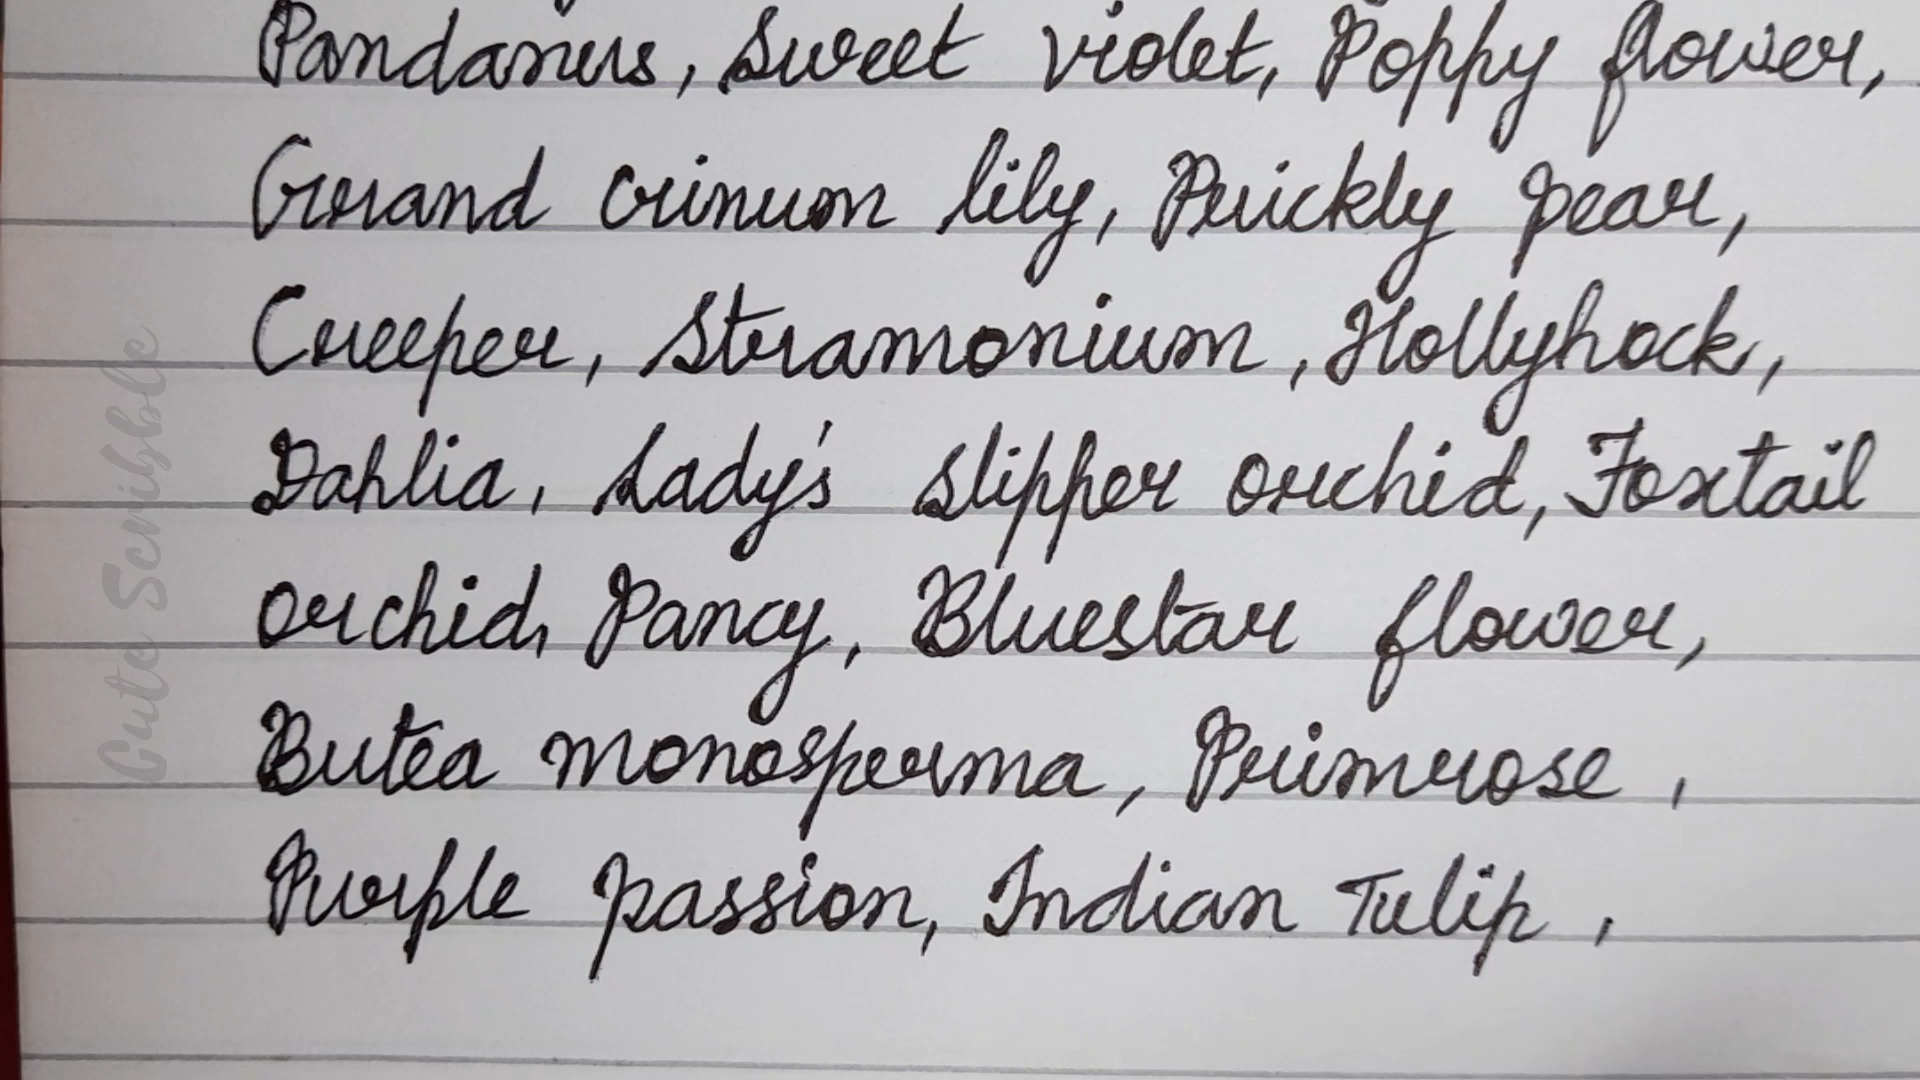 Pandanus, Sweet violet, Poppy flower,
Grand crinum lily, Prickly pear,
Creeper, Stramonium, Hollyhock,
Dahlia, Lady's slipper orchid, Foxtail
orchid, Pancy, Bluestar flower,
Butea monosperma, Primrose,
Purple passion, Indian Tulip,
Cute Scribble